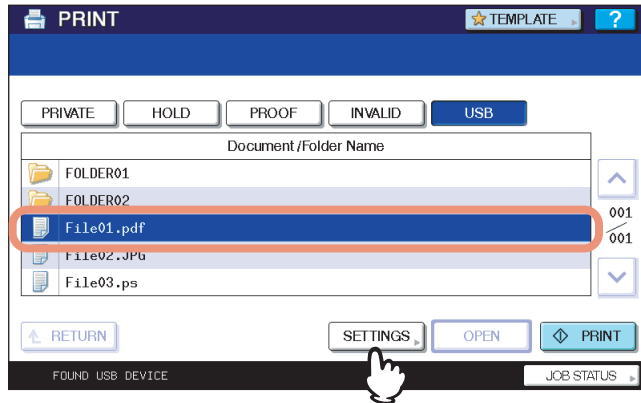 PRINT TEMPLATE ?
PRIVATE HOLD PROOF INVALID USB
Document/Folder Name
FOLDER01
FOLDER02
001
File01.pdf
001
File02.JPG
File03.ps
RETURN SETTINGS OPEN PRINT
FOUND USB DEVICE JOB STATUS